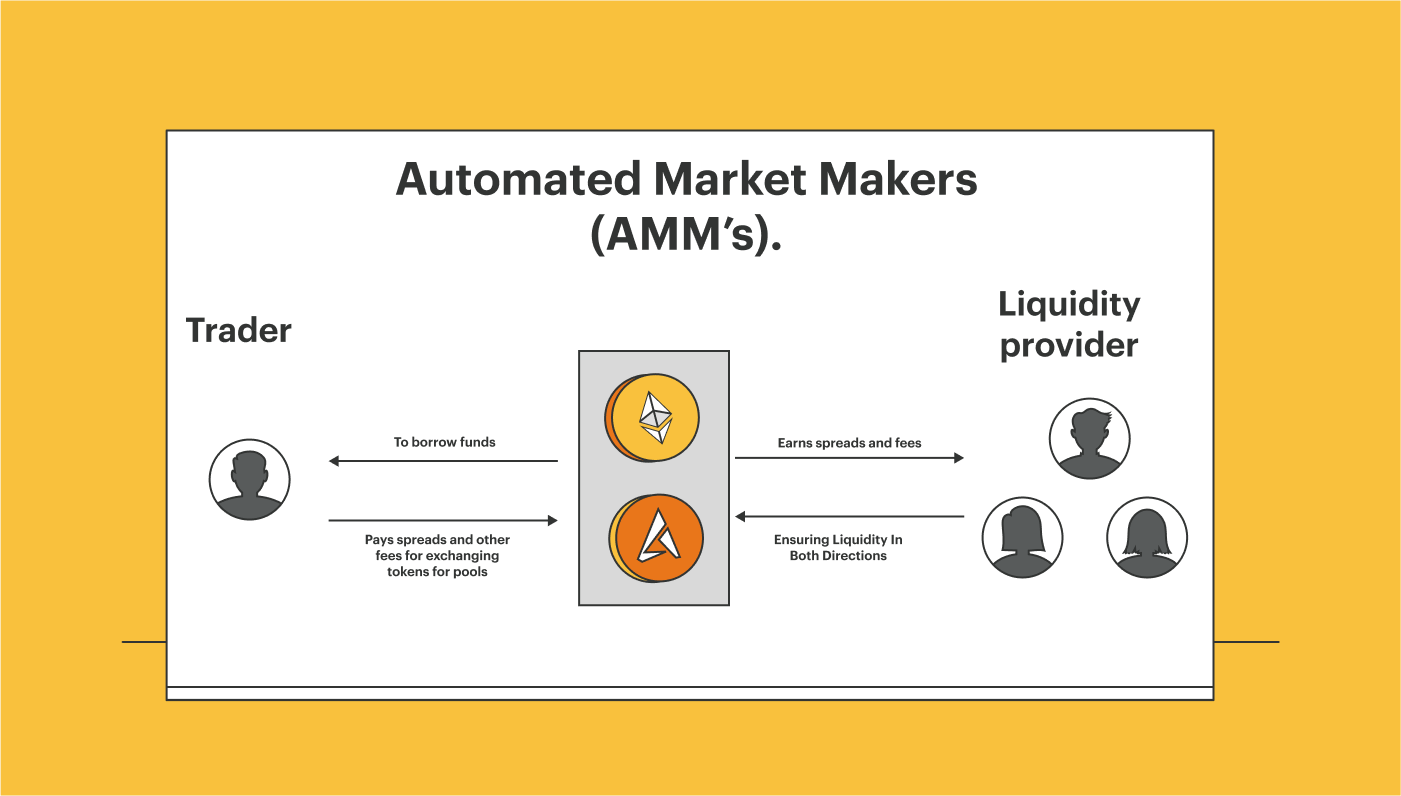 Automated Market Makers
(AMM’s).
Trader
Liquidity
provider
To borrow funds
Pays spreads and other
fees for exchanging
tokens for pools
Earns spreads and fees
Ensuring Liquidity In
Both Directions